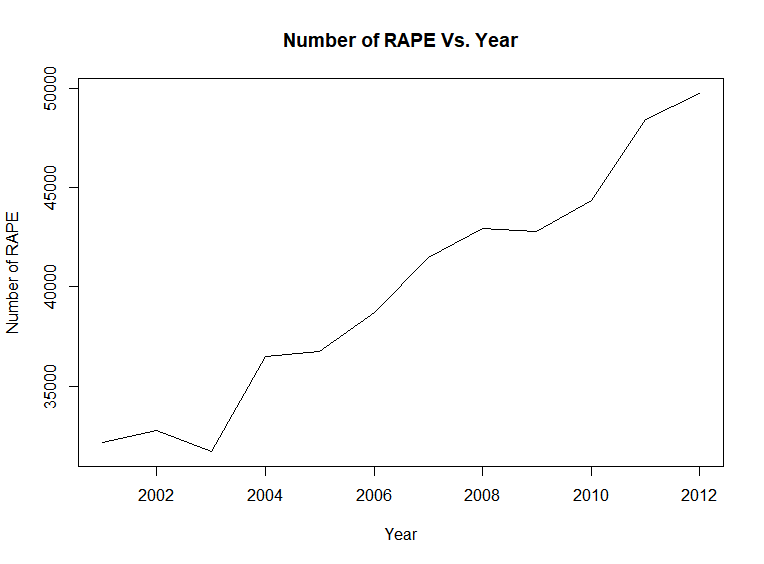 Number of RAPE Vs. Year
50000
45000
40000
35000
Number of RAPE
2002 2004 2006 2008 2010 2012
Year